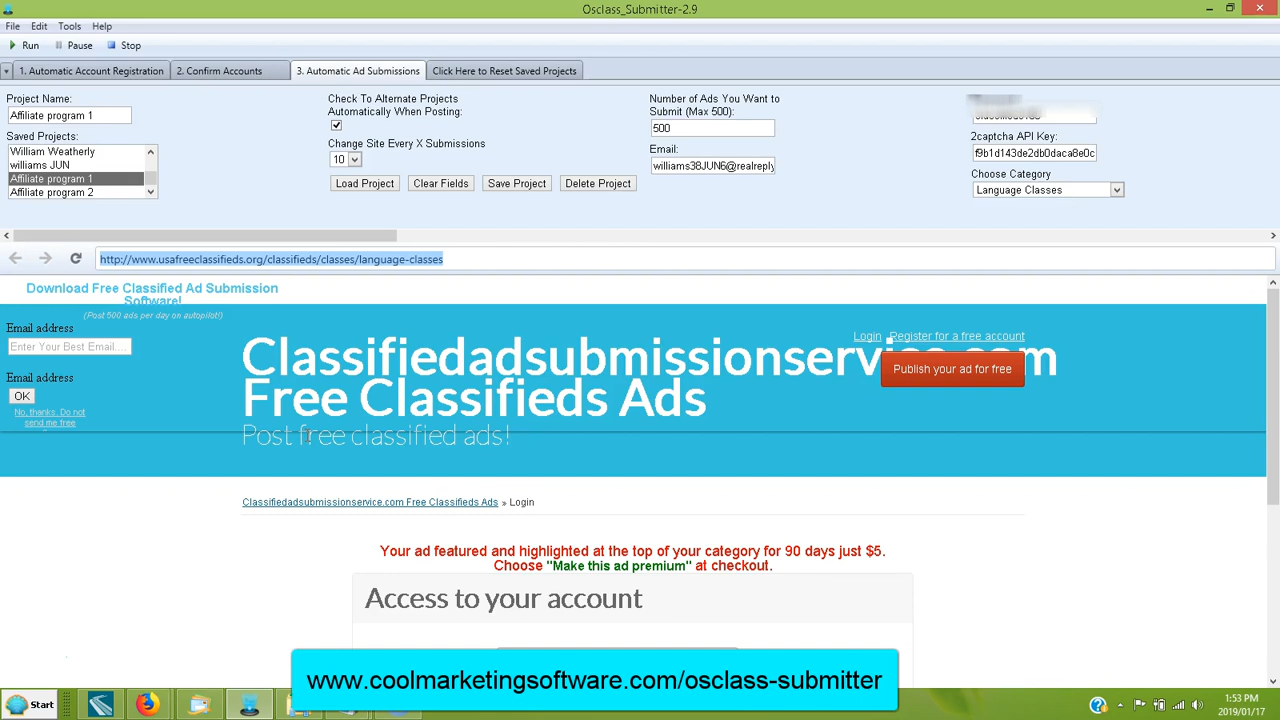 Osclass_Submitter-2.9
File Edit Tools Help
Run Pause Stop
1. Automatic Account Registration 2. Confirm Accounts 3. Automatic Ad Submissions Click Here to Reset Saved Projects
Project Name:
Affiliate program 1
Saved Projects:
William Weatherly
williams JUN
Affiliate program 1
Affiliate program 2
Check To Alternate Projects
Automatically When Posting:
Change Site Every X Submissions
10
Load Project Clear Fields Save Project Delete Project
Number of Ads You Want to
Submit (Max 500):
500
Email:
williams38JUN6@realreply
2captcha API Key:
f9b1d143de2db0daca8e0c
Choose Category
Language Classes
http://www.usafreeclassifieds.org/classifieds/classes/language-classes
Download Free Classified Ad Submission
Software!
(Post 500 ads per day on autopilot!)
Email address
Enter Your Best Email....
Email address
OK
No, thanks. Do not
send me free
Login Register for a free account
Publish your ad for free
Classifiedadsubmissionservice.com
Free Classifieds Ads
Post free classified ads!
Classifiedadsubmissionservice.com Free Classifieds Ads » Login
Your ad featured and highlighted at the top of your category for 90 days just $5.
Choose "Make this ad premium" at checkout.
Access to your account
www.coolmarketingsoftware.com/osclass-submitter
Start
1:53 PM
2019/01/17